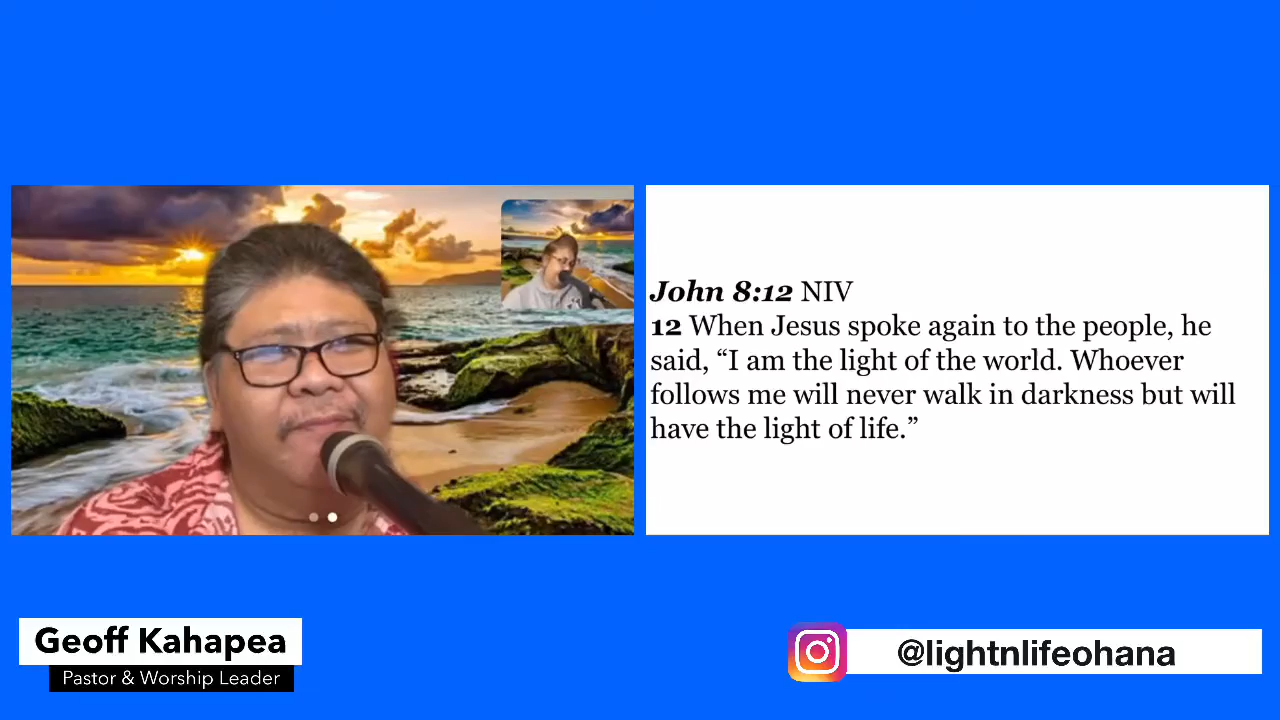 John 8:12 NIV
12 When Jesus spoke again to the people, he
said, “I am the light of the world. Whoever
follows me will never walk in darkness but will
have the light of life.”
Geoff Kahapea
Pastor & Worship Leader
@lightnlifeohana